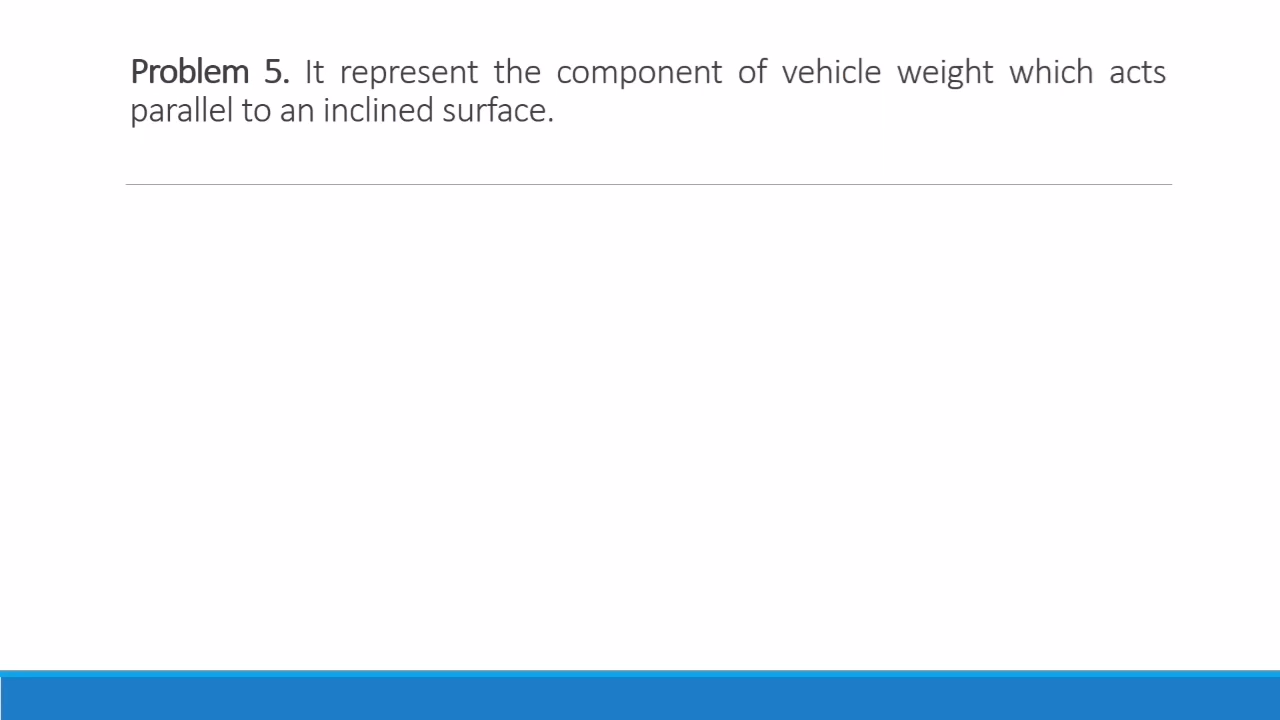 Problem 5. It represent the component of vehicle weight which acts
parallel to an inclined surface.